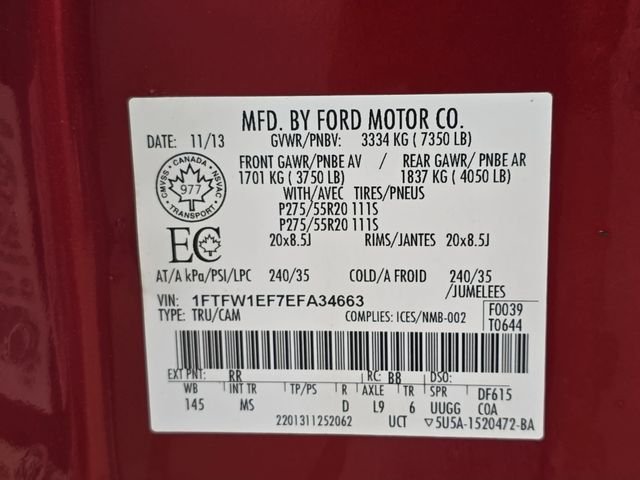 MFD. BY FORD MOTOR CO.
DATE: 11/13 GVWR/PNBV: 3334 KG ( 7350 LB)
FRONT GAWR/PNBE AV / REAR GAWR/ PNBE AR
1701 KG ( 3750 LB) 1837 KG ( 4050 LB)
WITH/AVEC TIRES/PNEUS
P275/55R20 111S
P275/55R20 111S
20x8.5J RIMS/JANTES 20x8.5J
CMVSS • CANADA • NSVAC
977
TRANSPORT
EC
AT/A kPa/PSI/LPC 240/35 COLD/A FROID 240/35
/JUMELEES
VIN: 1FTFW1EF7EFA34663
TYPE: TRU/CAM COMPLIES: ICES/NMB-002
F0039
T0644
EXT PNT: RR RC: BB DSO:
WB INT TR TP/PS R AXLE TR SPR DF615
145 MS D L9 6 UUGG COA
2201311252062 UCT ▽5U5A-1520472-BA